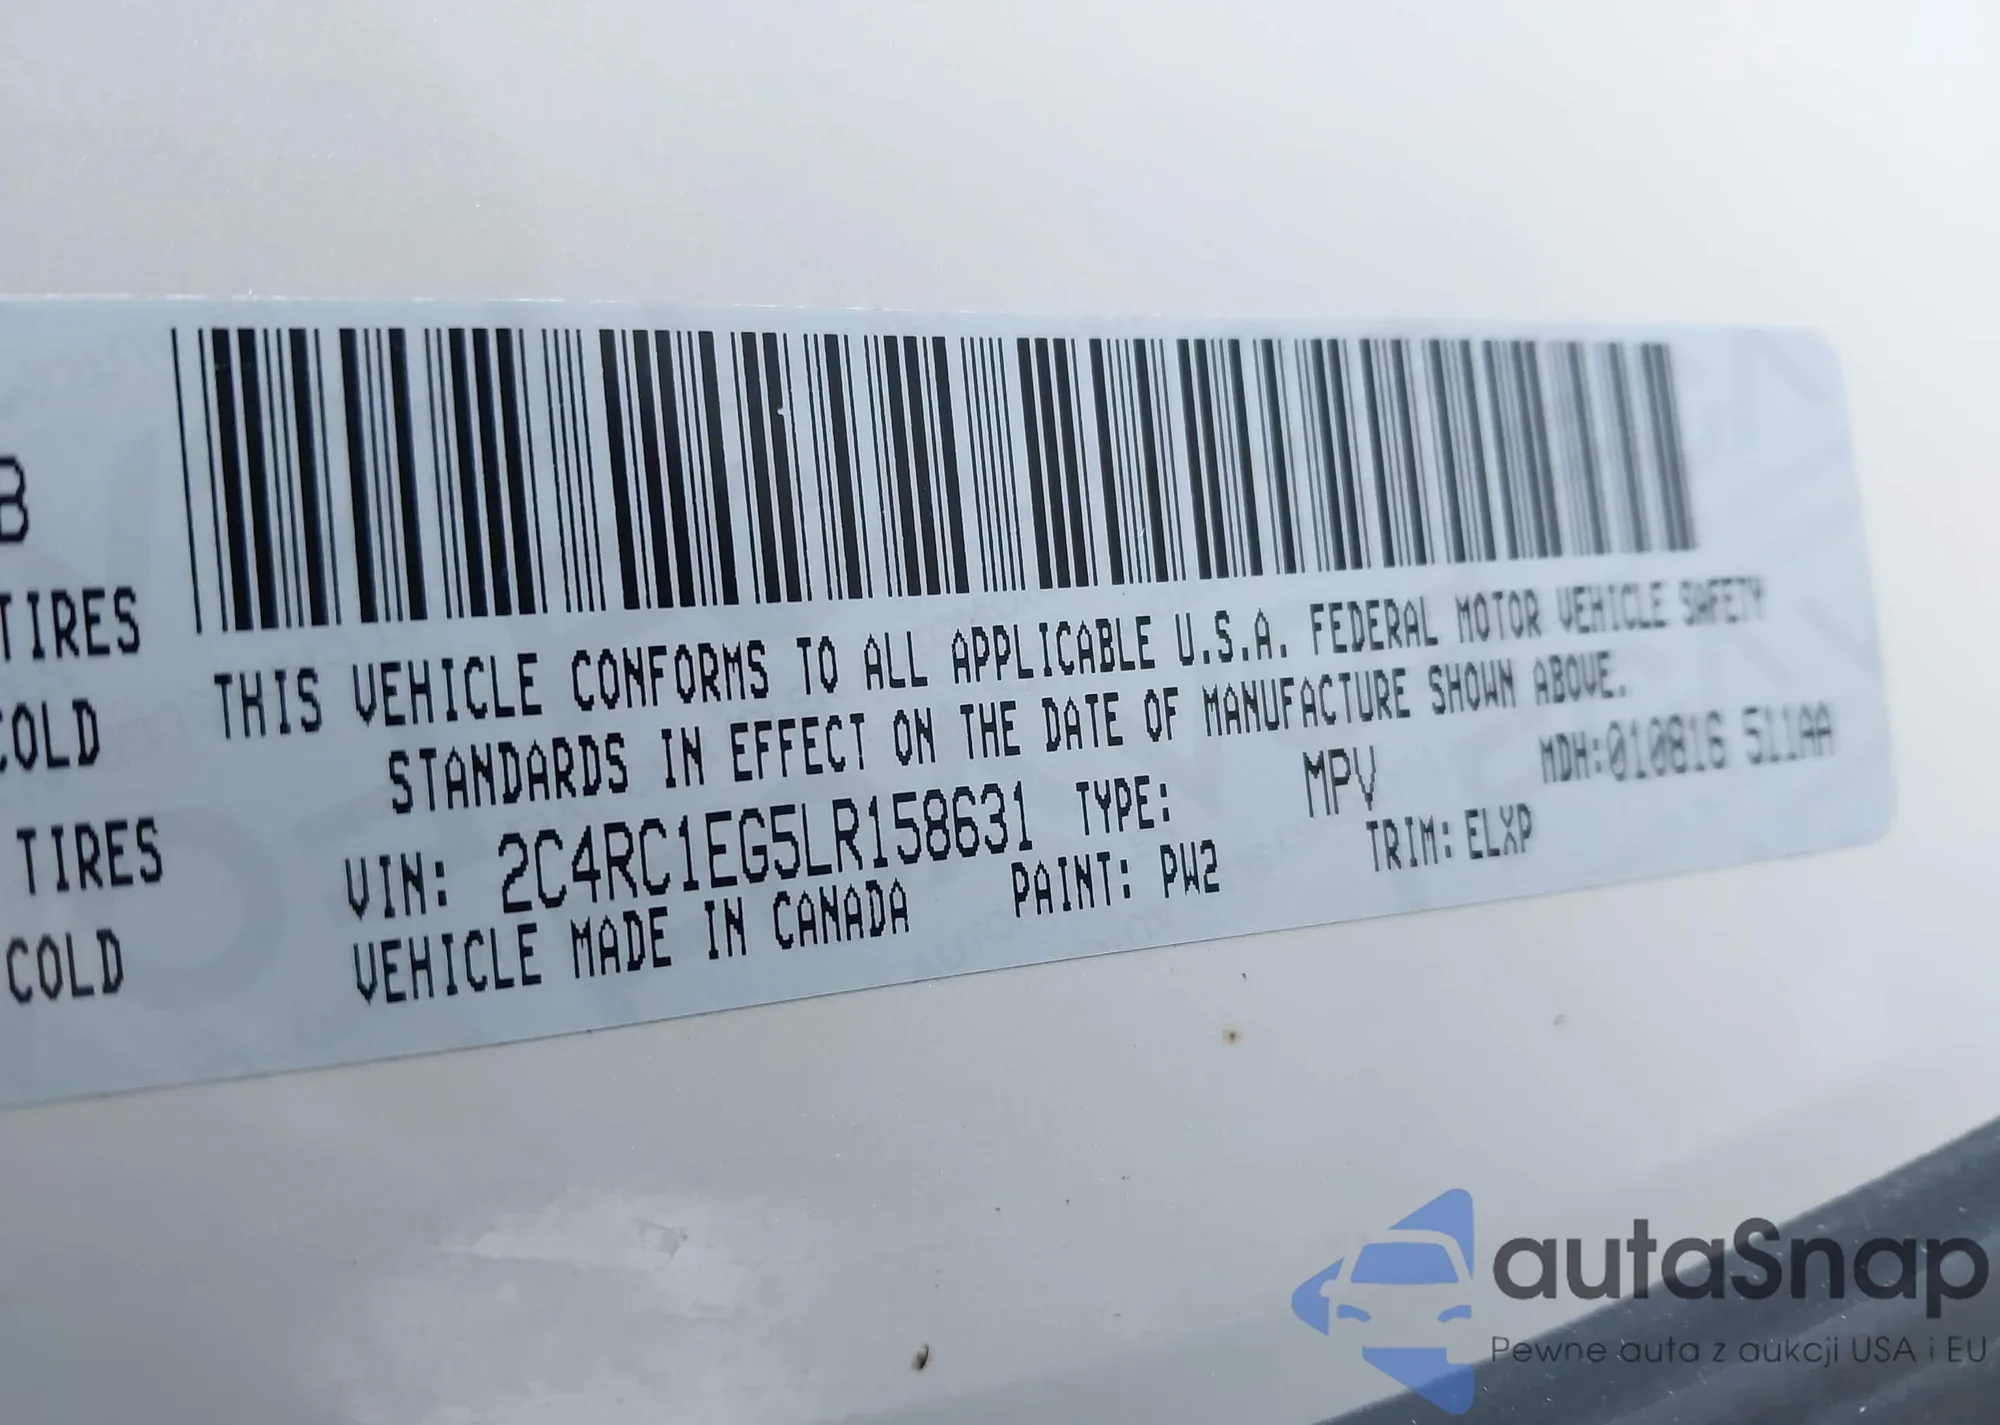 B
TIRES
COLD
TIRES
COLD
THIS VEHICLE CONFORMS TO ALL APPLICABLE U.S.A. FEDERAL MOTOR VEHICLE SAFETY
STANDARDS IN EFFECT ON THE DATE OF MANUFACTURE SHOWN ABOVE.
MDH:010816 511AA
VIN: 2C4RC1EG5LR158631 TYPE: MPV
VEHICLE MADE IN CANADA PAINT: PW2 TRIM: ELXP
autaSnap
Pewne auta z aukcji USA i EU